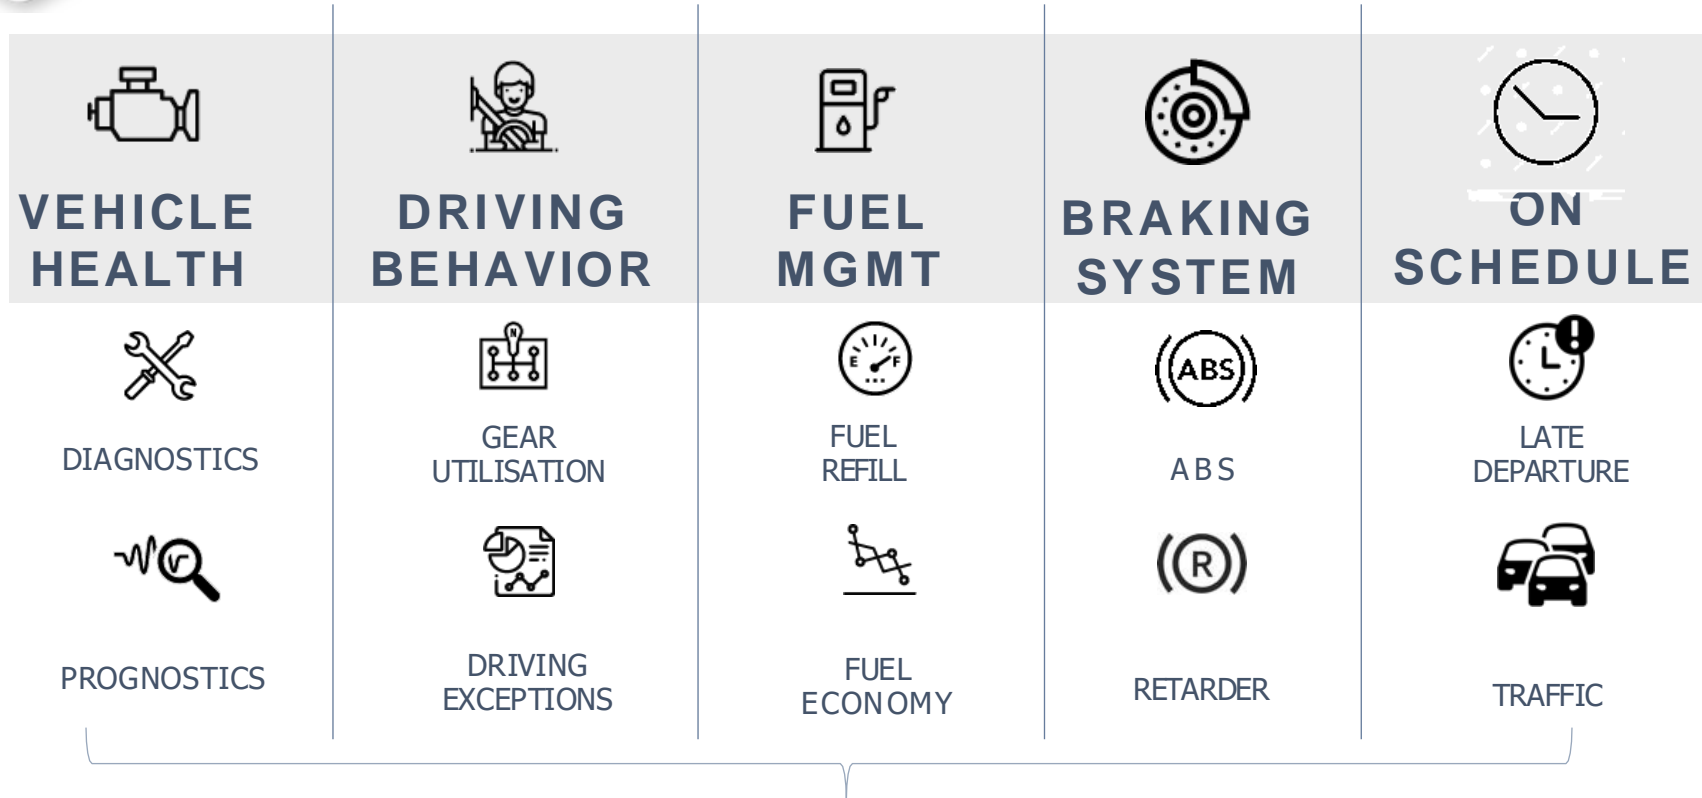 VEHICLE
HEALTH
DRIVING
BEHAVIOR
FUEL
MGMT
BRAKING
SYSTEM
ON
SCHEDULE
DIAGNOSTICS
N
GEAR
UTILISATION
E F
FUEL
REFILL
ABS
ABS
!
LATE
DEPARTURE
PROGNOSTICS
DRIVING
EXCEPTIONS
FUEL
ECONOMY
R
RETARDER
TRAFFIC